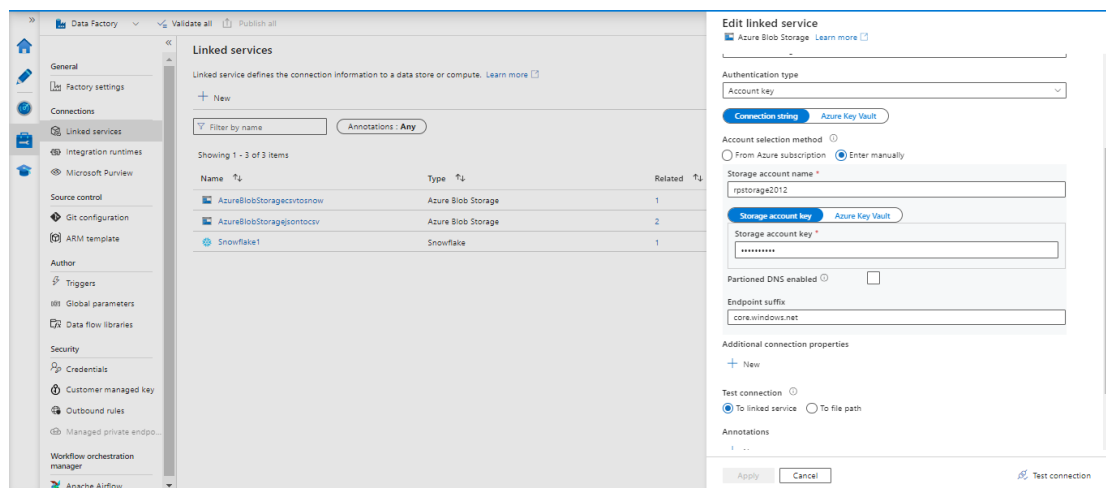 »
Data Factory
Validate all
Publish all
«
General
Factory settings
Connections
Linked services
Integration runtimes
Microsoft Purview
Source control
Git configuration
ARM template
Author
Triggers
Global parameters
Data flow libraries
Security
Credentials
Customer managed key
Outbound rules
Managed private endpo...
Workflow orchestration
manager
Apache Airflow
Linked services
Linked service defines the connection information to a data store or compute. Learn more
+ New
Filter by name
Annotations : Any
Showing 1 - 3 of 3 items
Name ↑↓ Type ↑↓ Related ↑↓
AzureBlobStoragecsvtosnow Azure Blob Storage 1
AzureBlobStoragejsontocsv Azure Blob Storage 2
Snowflake1 Snowflake 1
Edit linked service
Azure Blob Storage Learn more
Authentication type
Account key
Connection string Azure Key Vault
Account selection method
From Azure subscription Enter manually
Storage account name *
rpstorage2012
Storage account key Azure Key Vault
Storage account key *
••••••••••
Partioned DNS enabled
Endpoint suffix
core.windows.net
Additional connection properties
+ New
Test connection
To linked service To file path
Annotations
Apply Cancel Test connection